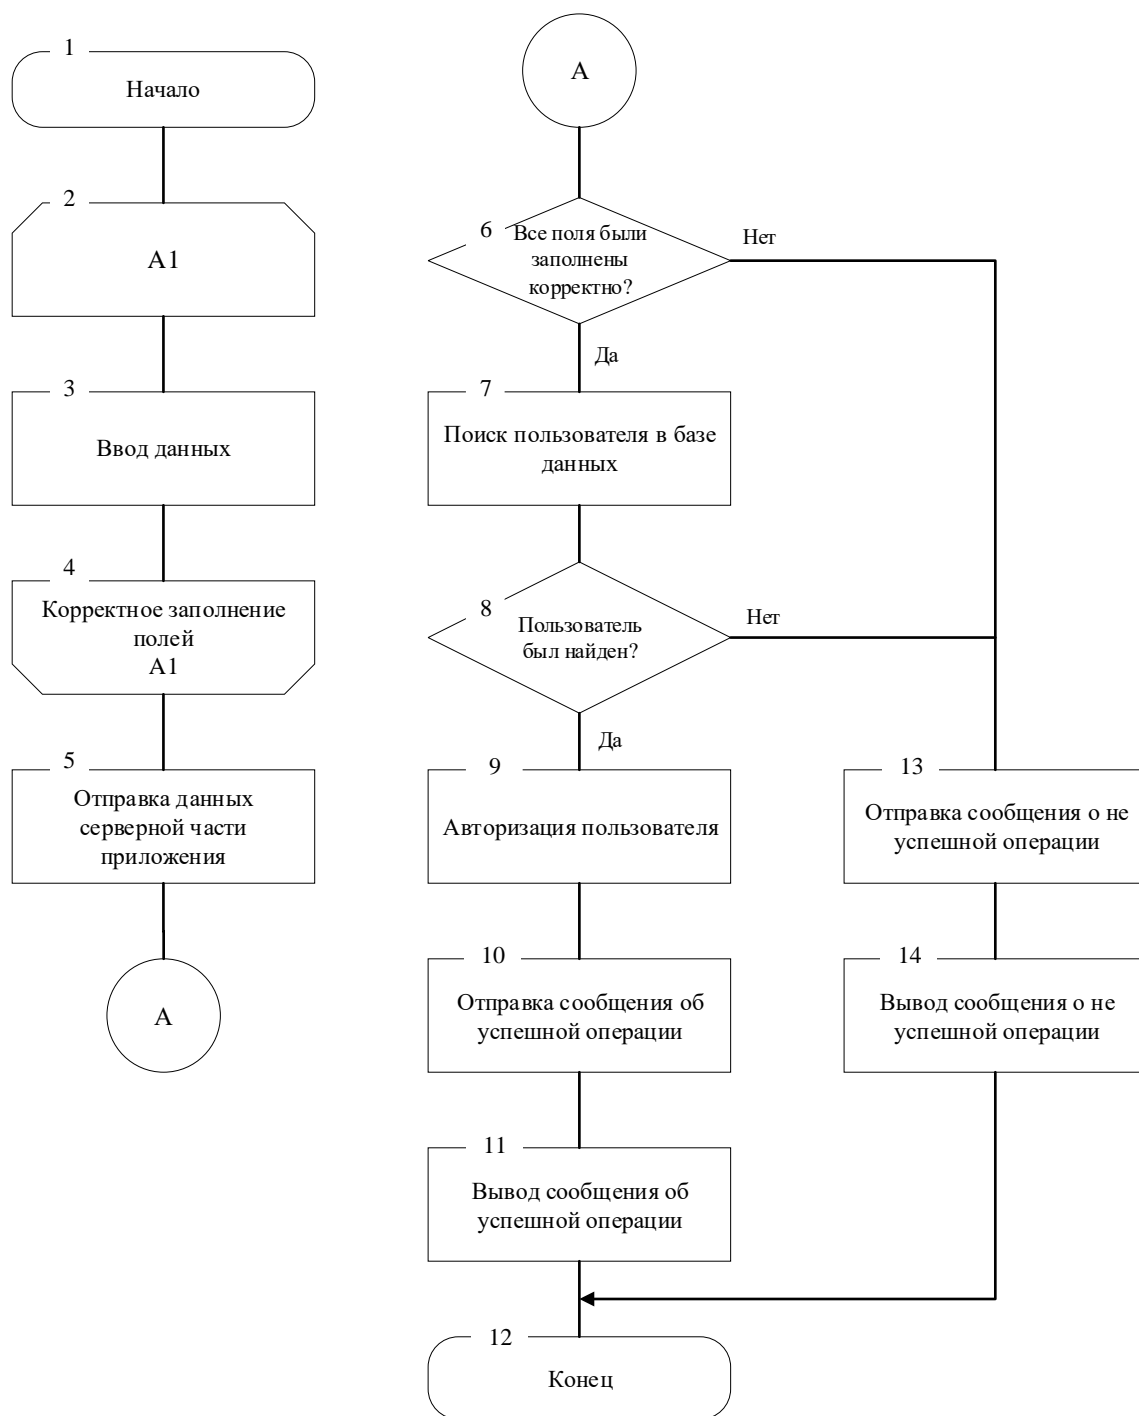 1
Начало
2
А1
3
Ввод данных
4
Корректное заполнение
полей
А1
5
Отправка данных
серверной части
приложения
А
А
6
Все поля были
заполнены
корректно?
Нет
Да
7
Поиск пользователя в базе
данных
8
Пользователь
был найден?
Нет
Да
9
Авторизация пользователя
10
Отправка сообщения об
успешной операции
11
Вывод сообщения об
успешной операции
12
Конец
13
Отправка сообщения о не
успешной операции
14
Вывод сообщения о не
успешной операции